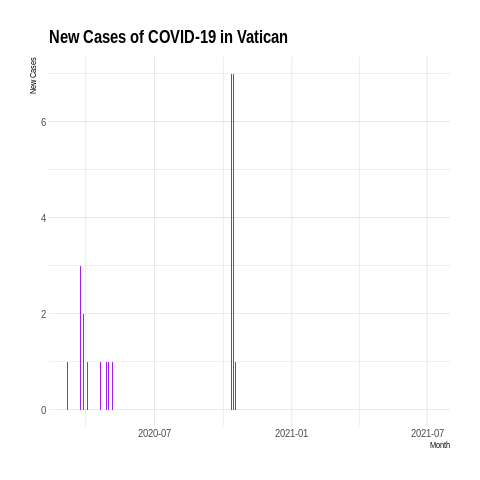 New Cases of COVID-19 in Vatican
New Cases
6
4
2
0
2020-07
2021-01
2021-07
Month